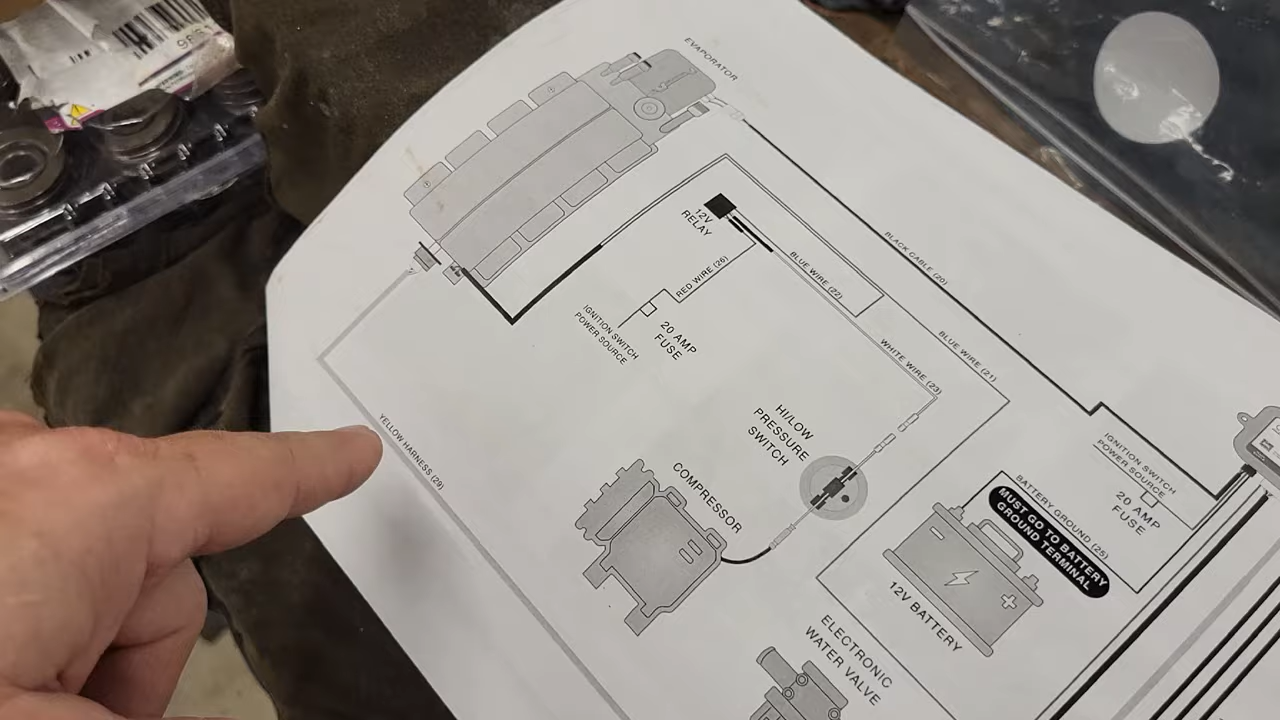 EVAPORATOR
12V
RELAY
RED WIRE (26)
BLUE WIRE (22)
BLACK CABLE (20)
IGNITION SWITCH
POWER SOURCE
20 AMP
FUSE
WHITE WIRE (23)
BLUE WIRE (21)
YELLOW HARNESS (29)
HI/LOW
PRESSURE
SWITCH
COMPRESSOR
IGNITION SWITCH
POWER SOURCE
20 AMP
FUSE
BATTERY GROUND (25)
MUST GO TO BATTERY
GROUND TERMINAL
12V BATTERY
ELECTRONIC
WATER VALVE